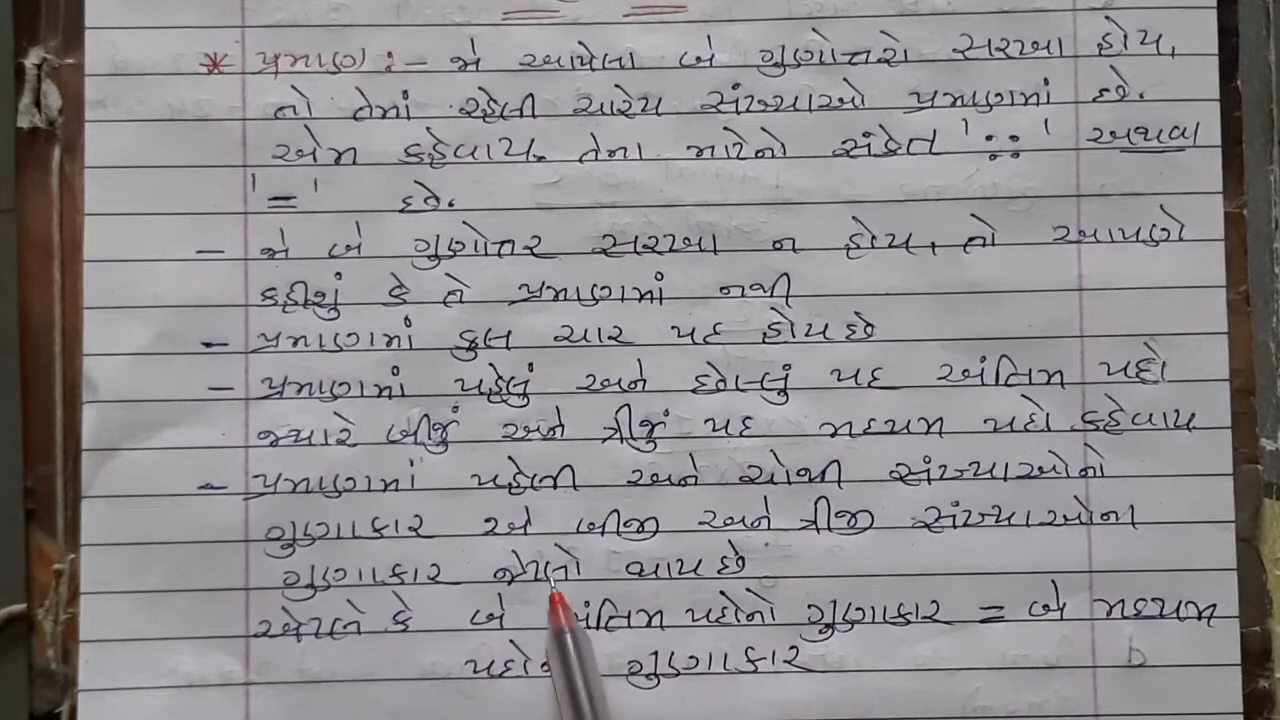 * પ્રમાણ :- જો આપેલા બે ગુણોત્તરો સરખા હોય,
તો તેનાં રહેલી ચારેય સંખ્યાઓ પ્રમાણમાં છે.
એમ કહેવાય. તેના માટેનો સંકેત '::' અથવા
'=' છે.
- જો બે ગુણોત્તર સરખા ન હોય, તો આપણે
કહીશું કે તે પ્રમાણમાં નથી
- પ્રમાણમાં કુલ ચાર પદ હોય છે
- પ્રમાણમાં પહેલું અને છેલ્લું પદ અંતિમ પદો
જ્યારે બીજું અને ત્રીજું પદ મધ્યમ પદો કહેવાય
- પ્રમાણમાં પહેલી અને ચોથી સંખ્યાઓનો
ગુણાકાર એ બીજી અને ત્રીજી સંખ્યાઓના
ગુણાકાર જેટલો થાય છે
એટલે કે બે અંતિમ પદોનો ગુણાકાર = બે મધ્યમ
ગુણાકાર